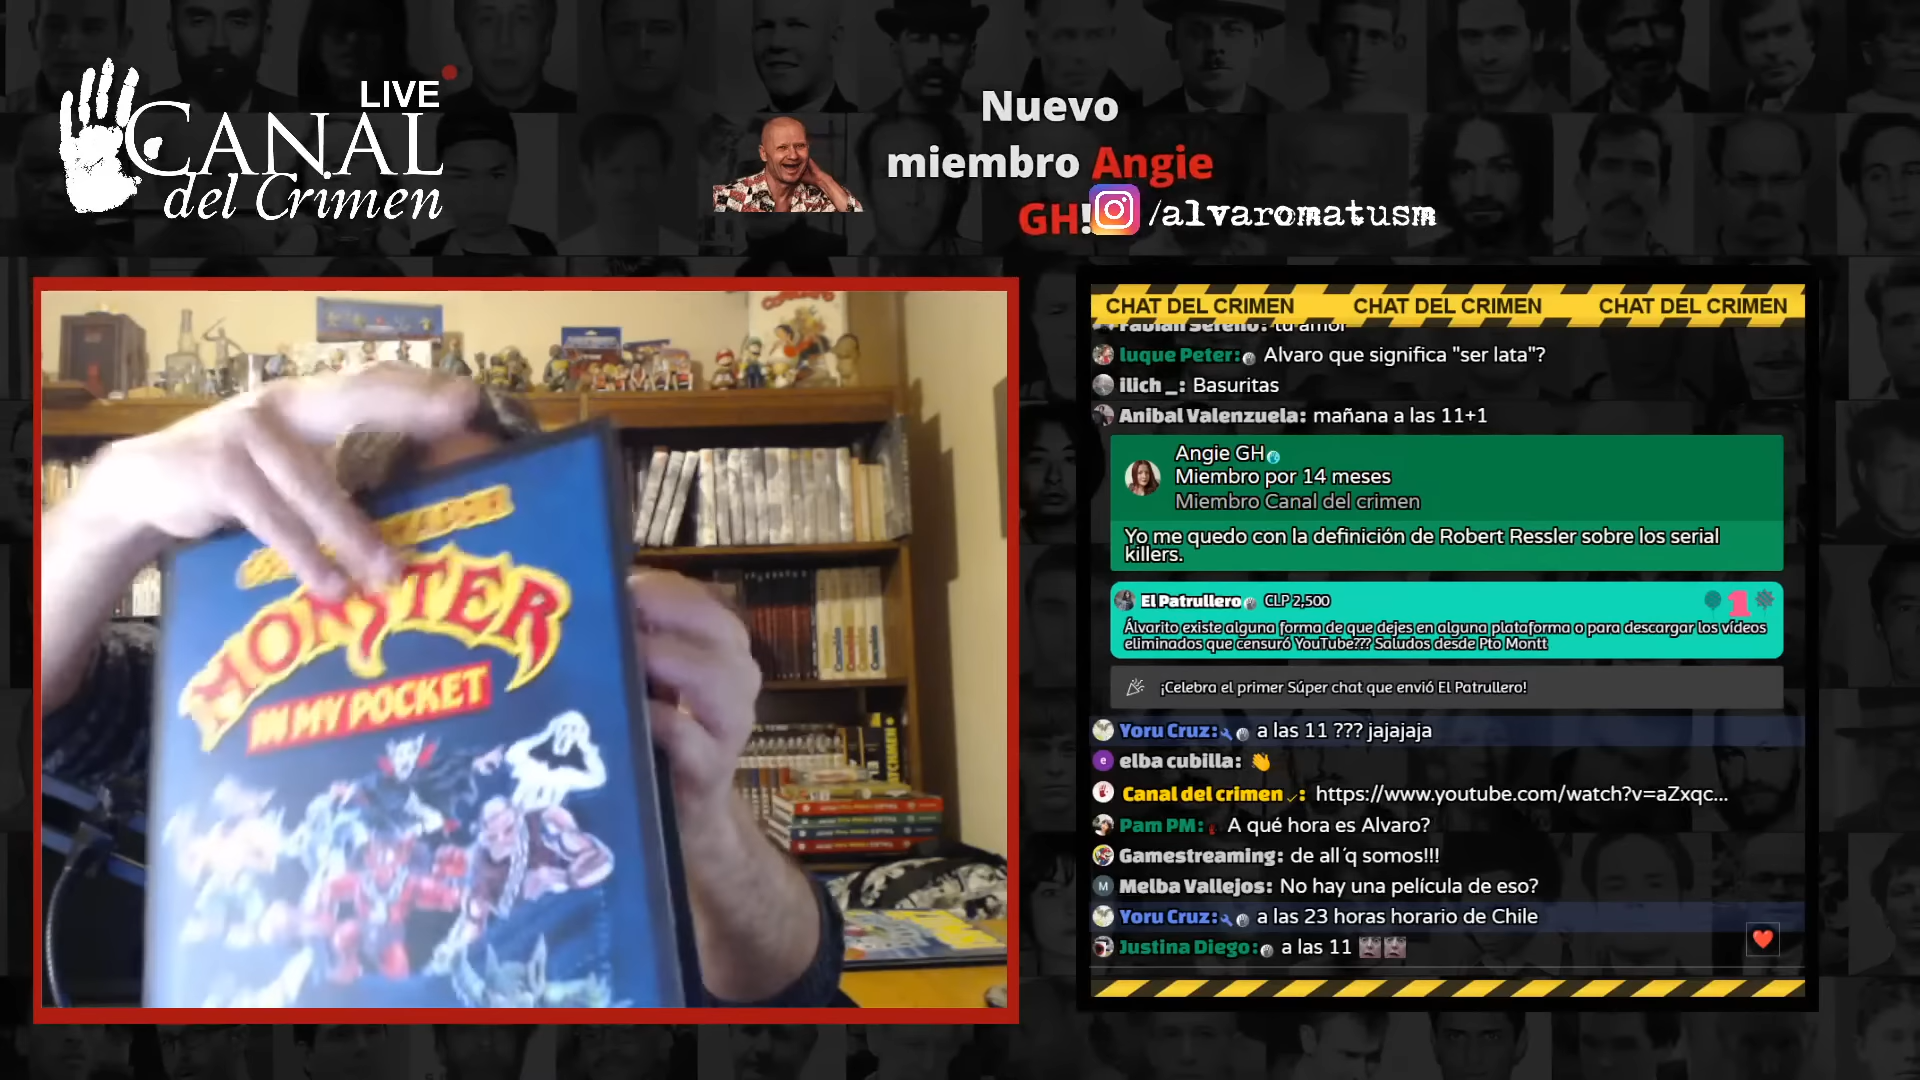 LIVE
CANAL
del Crimen
Nuevo
miembro Angie
GH!
/alvaromatusm
MONSTER
IN MY POCKET
CHAT DEL CRIMEN CHAT DEL CRIMEN CHAT DEL CRIMEN
Fabian Sereño: tu amor
luque Peter: Alvaro que significa "ser lata"?
ilich _: Basuritas
Anibal Valenzuela: mañana a las 11+1
Angie GH
Miembro por 14 meses
Miembro Canal del crimen
Yo me quedo con la definición de Robert Ressler sobre los serial
killers.
El Patrullero CLP 2,500
1
Álvarito existe alguna forma de que dejes en alguna plataforma o para descargar los vídeos
eliminados que censuró YouTube??? Saludos desde Pto Montt
¡Celebra el primer Súper chat que envió El Patrullero!
Yoru Cruz: a las 11 ??? jajajaja
e elba cubilla: 👋
Canal del crimen ✓: https://www.youtube.com/watch?v=aZxqc...
Pam PM: A qué hora es Alvaro?
Gamestreaming: de all´q somos!!!
M Melba Vallejos: No hay una película de eso?
Yoru Cruz: a las 23 horas horario de Chile
Justina Diego: a las 11